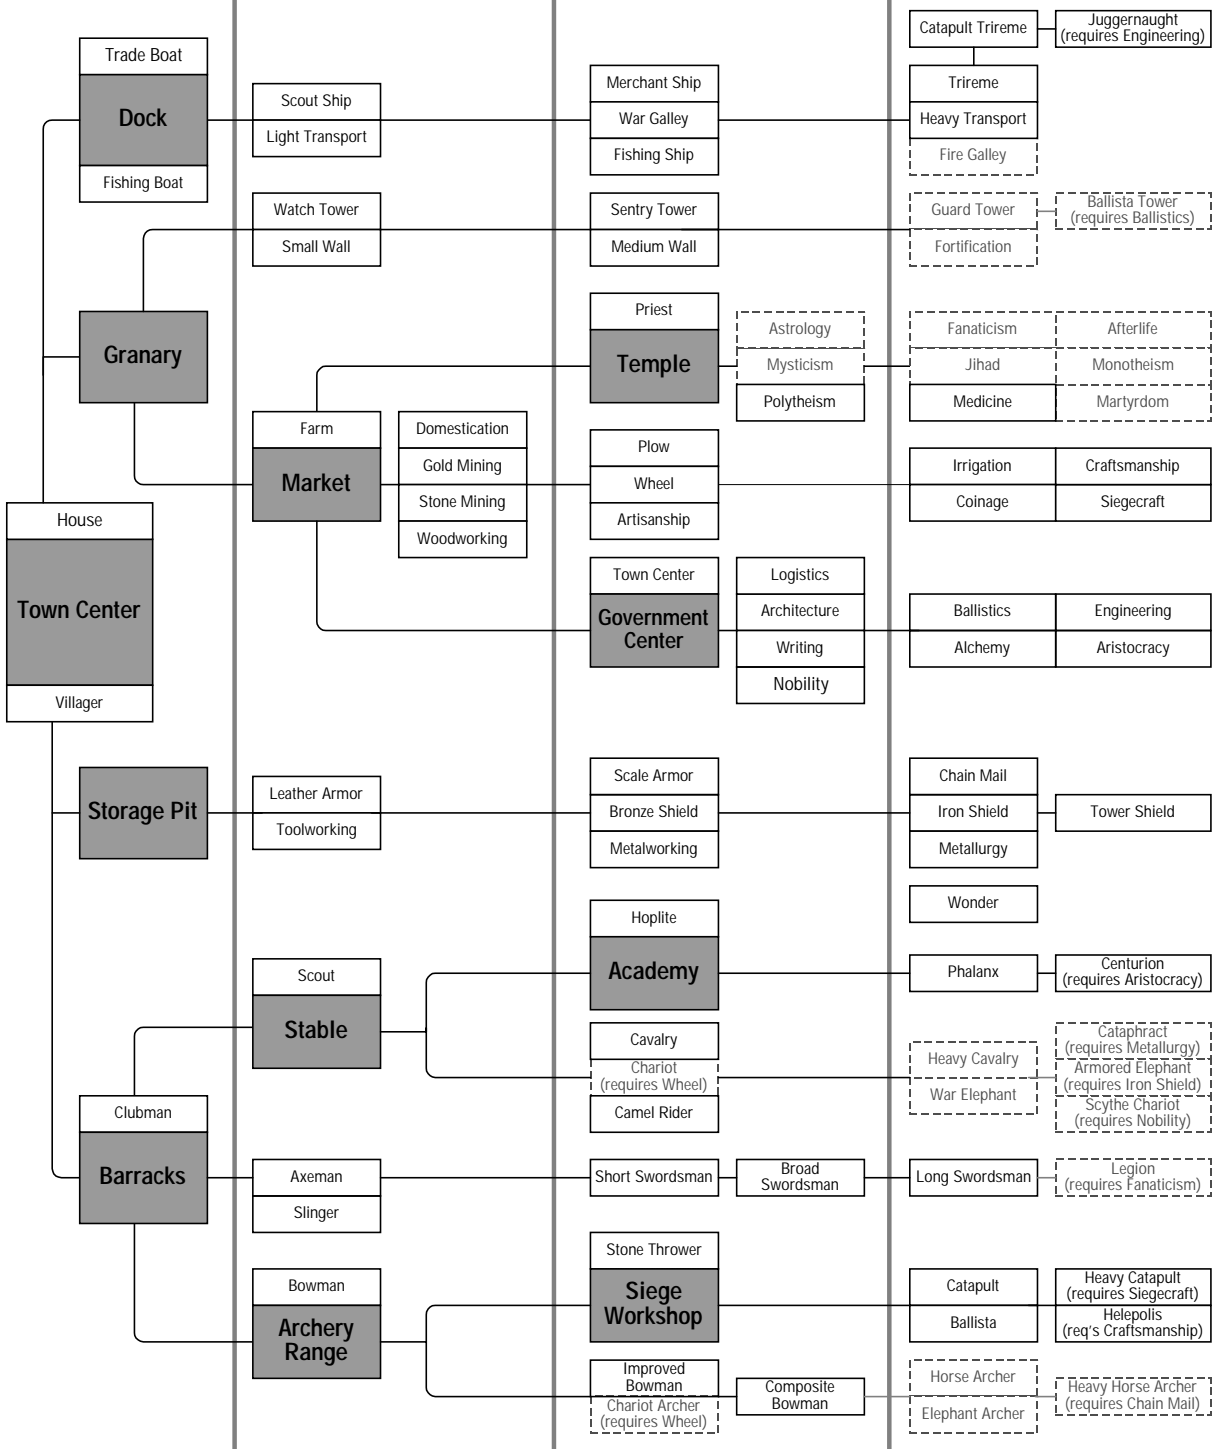 Trade Boat
Dock
Fishing Boat
Scout Ship
Light Transport
Merchant Ship
War Galley
Fishing Ship
Catapult Trireme
Juggernaught
(requires Engineering)
Trireme
Heavy Transport
Fire Galley
Granary
Watch Tower
Small Wall
Sentry Tower
Medium Wall
Guard Tower
Fortification
Ballista Tower
(requires Ballistics)
Priest
Temple
Astrology
Mysticism
Polytheism
Fanaticism
Afterlife
Jihad
Monotheism
Medicine
Martyrdom
Farm
Market
Domestication
Gold Mining
Stone Mining
Woodworking
Plow
Wheel
Artisanship
Irrigation
Craftsmanship
Coinage
Siegecraft
House
Town Center
Villager
Town Center
Government
Center
Logistics
Architecture
Writing
Nobility
Ballistics
Engineering
Alchemy
Aristocracy
Storage Pit
Leather Armor
Toolworking
Scale Armor
Bronze Shield
Metalworking
Chain Mail
Iron Shield
Metallurgy
Tower Shield
Wonder
Scout
Stable
Hoplite
Academy
Phalanx
Centurion
(requires Aristocracy)
Cavalry
Chariot
(requires Wheel)
Camel Rider
Heavy Cavalry
War Elephant
Cataphract
(requires Metallurgy)
Armored Elephant
(requires Iron Shield)
Scythe Chariot
(requires Nobility)
Clubman
Barracks
Axeman
Slinger
Short Swordsman
Broad
Swordsman
Long Swordsman
Legion
(requires Fanaticism)
Bowman
Archery
Range
Stone Thrower
Siege
Workshop
Catapult
Ballista
Heavy Catapult
(requires Siegecraft)
Helepolis
(req's Craftsmanship)
Improved
Bowman
Chariot Archer
(requires Wheel)
Composite
Bowman
Horse Archer
Elephant Archer
Heavy Horse Archer
(requires Chain Mail)